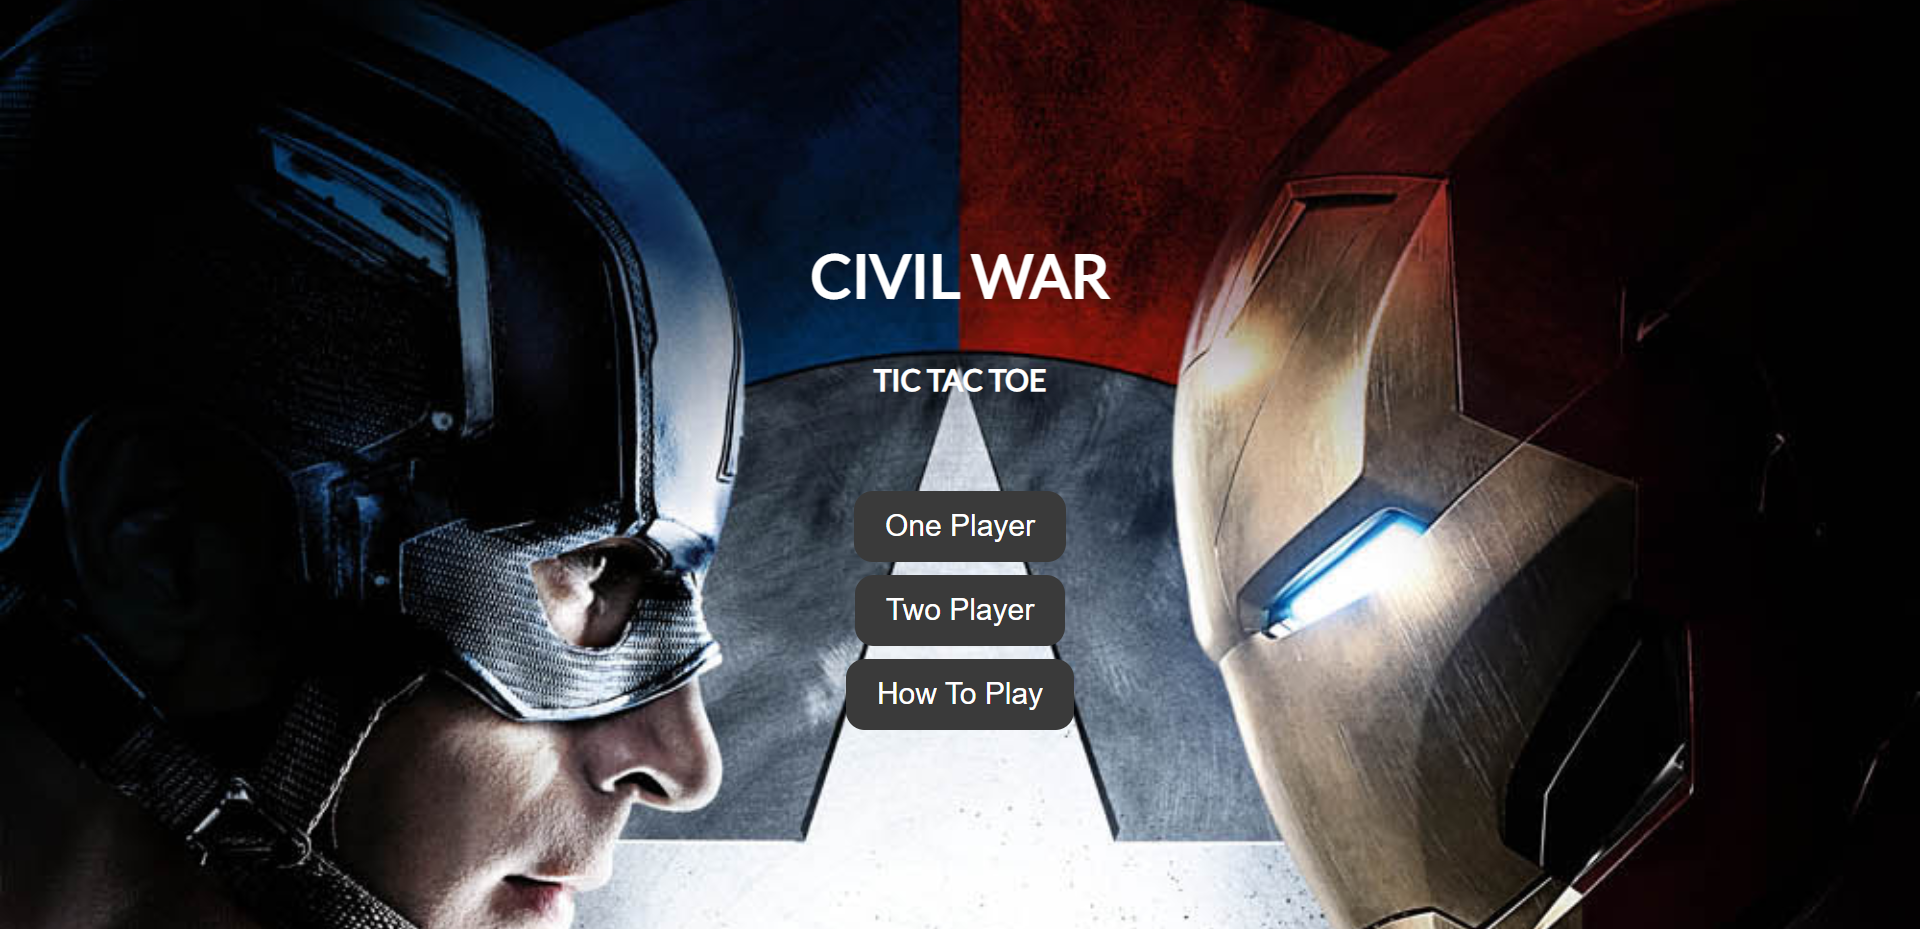 CIVIL WAR
TIC TAC TOE
One Player
Two Player
How To Play